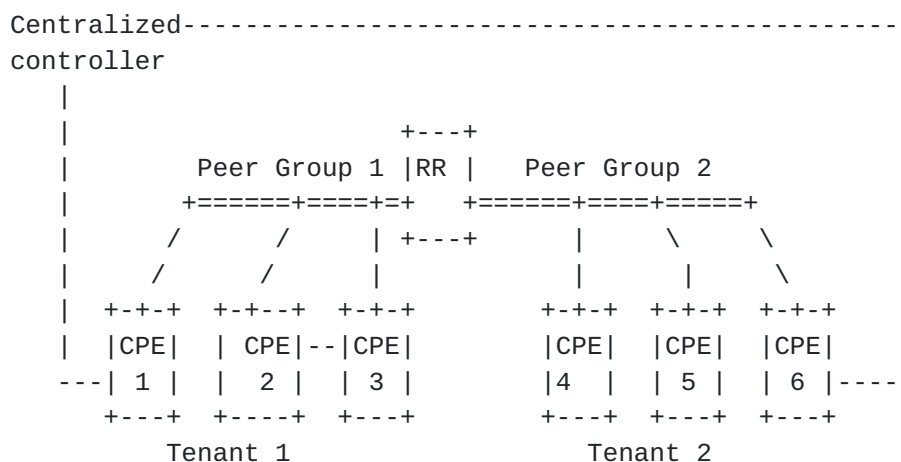 Centralized----------------------------------------------
controller
   |
   |                     +---+
   |        Peer Group 1 |RR |   Peer Group 2
   |       +======+====+=+   +======+====+=====+
   |      /      /     | +---+      |     \     \
   |     /      /      |            |      |     \
   |  +-+-+  +-+--+  +-+-+        +-+-+  +-+-+  +-+-+
   |  |CPE|  | CPE|--|CPE|        |CPE|  |CPE|  |CPE|
   ---| 1 |  |  2 |  | 3 |        |4  |  | 5 |  | 6 |----
      +---+  +----+  +---+        +---+  +---+  +---+
          Tenant 1                   Tenant 2